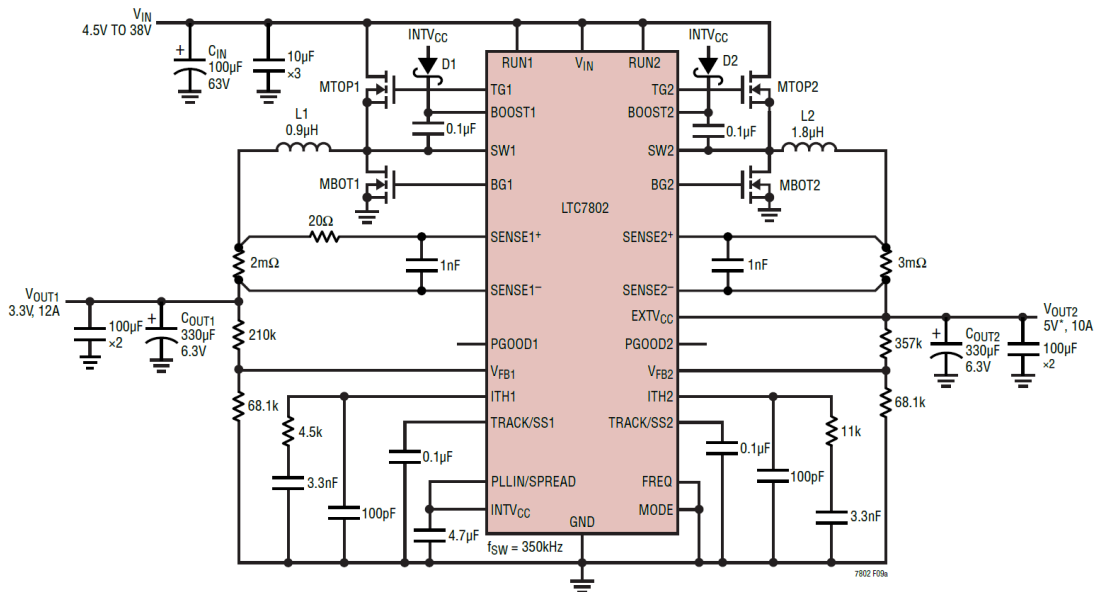 VIN
4.5V TO 38V
CIN
100µF
63V
+
10µF
×3
INTVCC
D1
MTOP1
L1
0.9µH
0.1µF
MBOT1
20Ω
2mΩ
1nF
VOUT1
3.3V, 12A
100µF
×2
+
COUT1
330µF
6.3V
210k
68.1k
4.5k
3.3nF
100pF
0.1µF
4.7µF
RUN1
VIN
RUN2
TG1
BOOST1
SW1
BG1
LTC7802
SENSE1+
SENSE1–
PGOOD1
VFB1
ITH1
TRACK/SS1
PLLIN/SPREAD
INTVCC
GND
fSW = 350kHz
TG2
BOOST2
SW2
BG2
SENSE2+
SENSE2–
EXTVCC
PGOOD2
VFB2
ITH2
TRACK/SS2
FREQ
MODE
INTVCC
D2
MTOP2
0.1µF
L2
1.8µH
MBOT2
1nF
3mΩ
VOUT2
5V*, 10A
357k
+
COUT2
330µF
6.3V
100µF
×2
68.1k
0.1µF
11k
100pF
3.3nF
7802 F09a